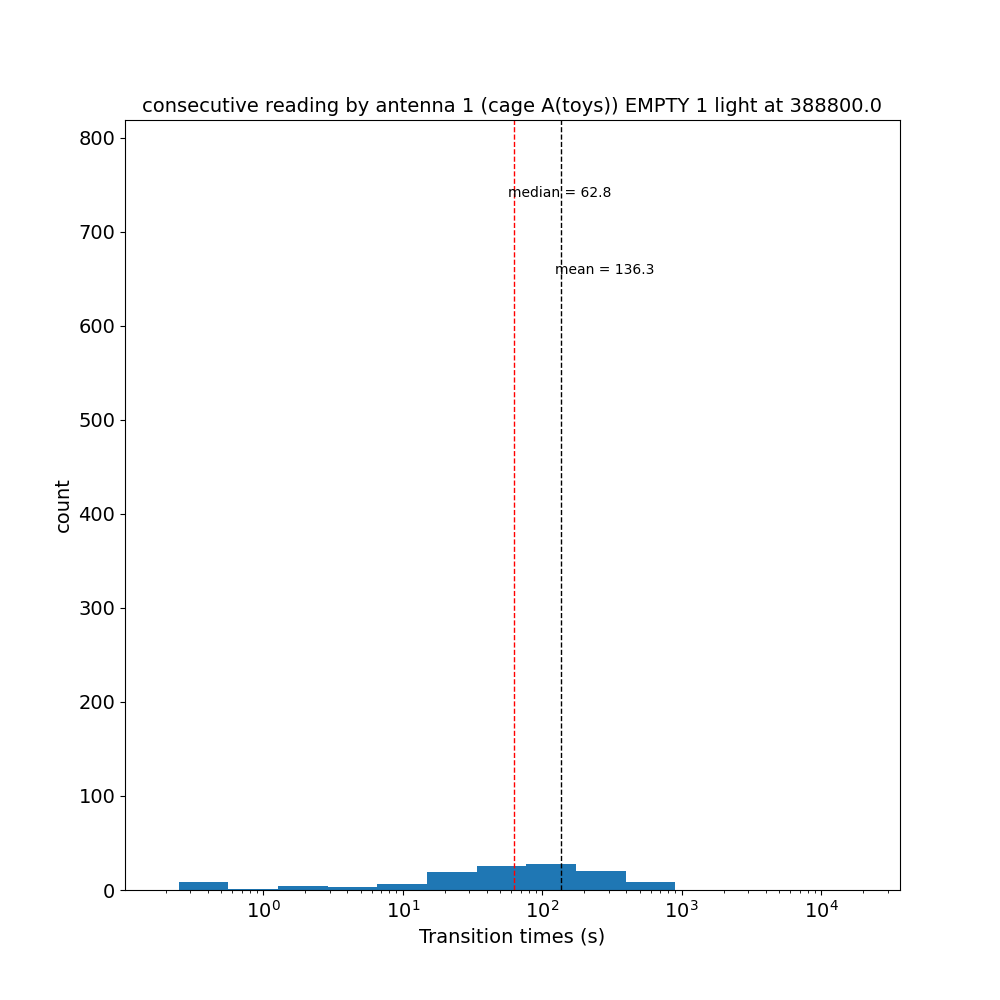 consecutive reading by antenna 1 (cage A(toys)) EMPTY 1 light at 388800.0
800
median = 62.8
700
mean = 136.3
600
500
count
400
300
200
100
0
10⁰ 10¹ 10² 10³ 10⁴
Transition times (s)